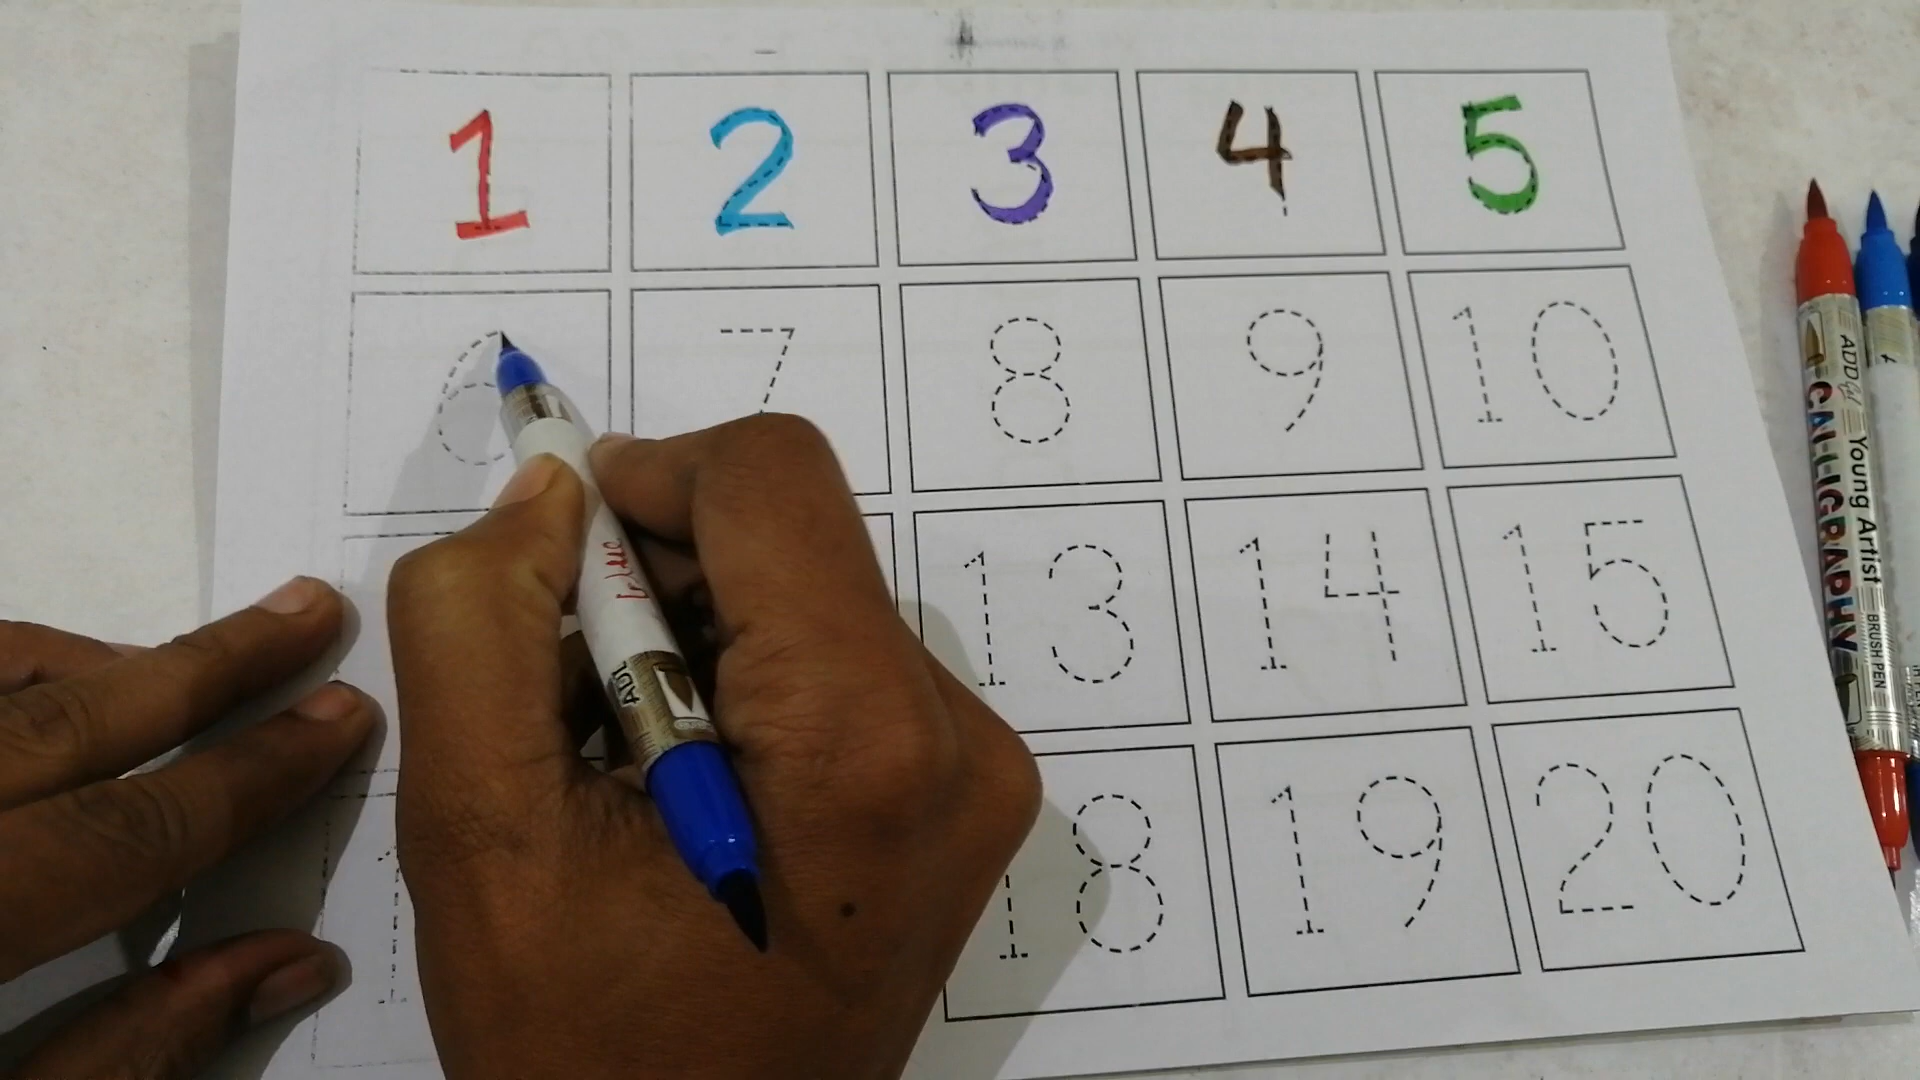 1 2 3 4 5
6 7 8 9 10
13 14 15
18 19 20
blue
ADD Gel
CALLIGRAPHY
Young Artist
BRUSH PEN